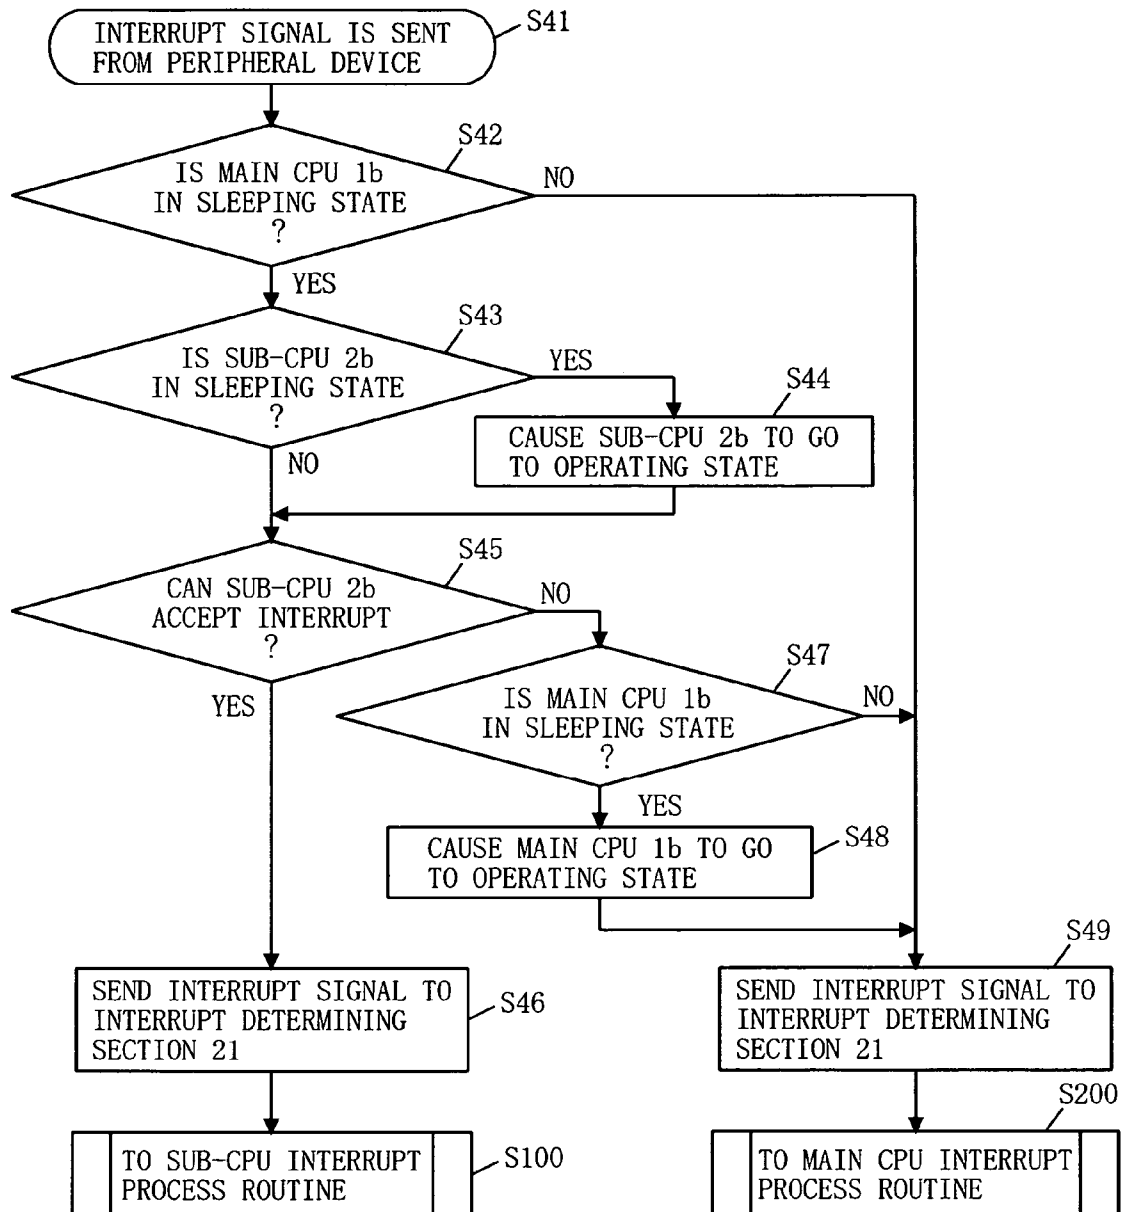 INTERRUPT SIGNAL IS SENT
FROM PERIPHERAL DEVICE
S41
S42
IS MAIN CPU 1b
IN SLEEPING STATE
?
NO
YES
S43
IS SUB-CPU 2b
IN SLEEPING STATE
?
YES
NO
S44
CAUSE SUB-CPU 2b TO GO
TO OPERATING STATE
S45
CAN SUB-CPU 2b
ACCEPT INTERRUPT
?
NO
YES
S47
IS MAIN CPU 1b
IN SLEEPING STATE
?
NO
YES
CAUSE MAIN CPU 1b TO GO
TO OPERATING STATE
S48
SEND INTERRUPT SIGNAL TO
INTERRUPT DETERMINING
SECTION 21
S46
S49
SEND INTERRUPT SIGNAL TO
INTERRUPT DETERMINING
SECTION 21
TO SUB-CPU INTERRUPT
PROCESS ROUTINE
S100
S200
TO MAIN CPU INTERRUPT
PROCESS ROUTINE